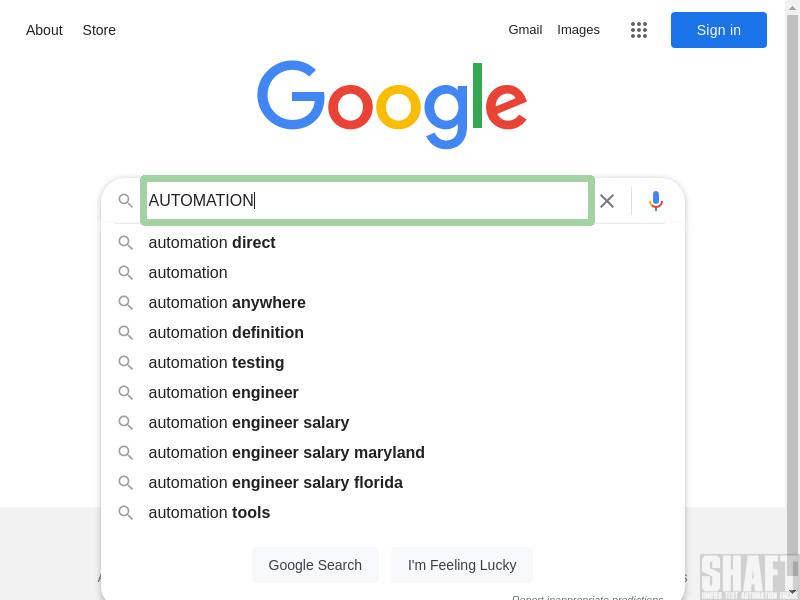 About Store Gmail Images Sign in
Google
AUTOMATION
automation direct
automation
automation anywhere
automation definition
automation testing
automation engineer
automation engineer salary
automation engineer salary maryland
automation engineer salary florida
automation tools
Google Search I'm Feeling Lucky
Report inappropriate predictions
SHAFT